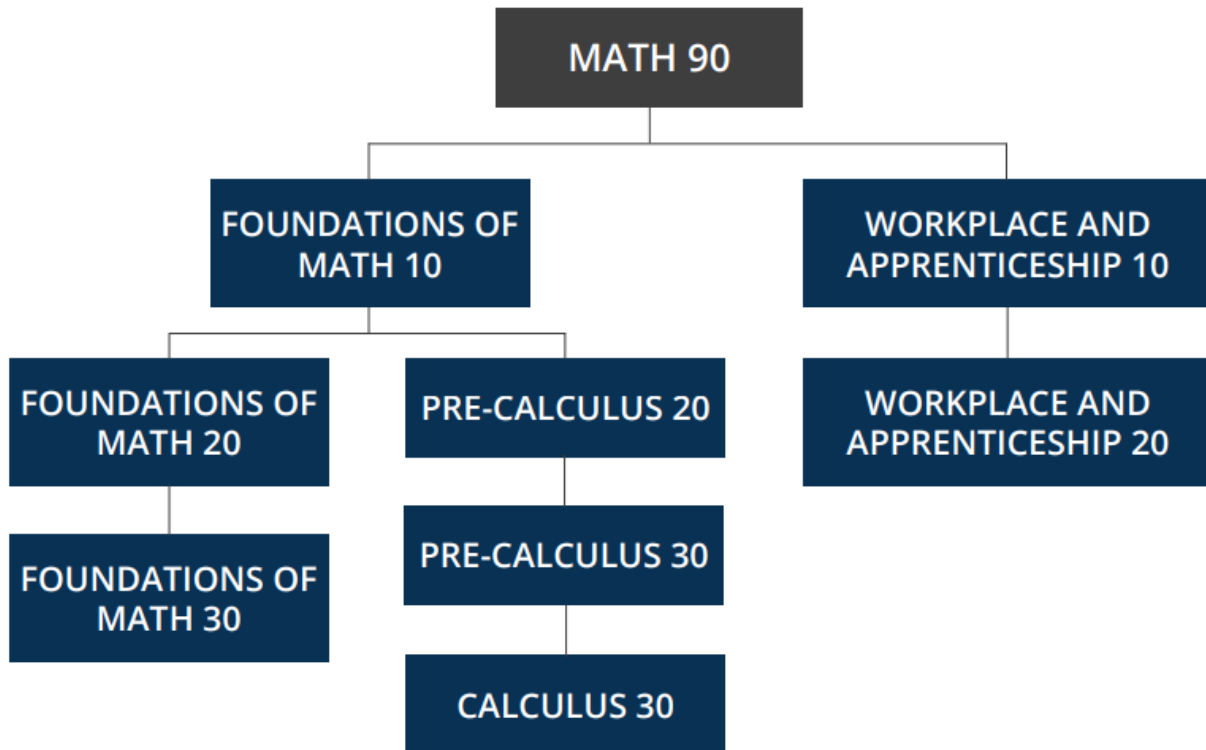 MATH 90
FOUNDATIONS OF
MATH 10
WORKPLACE AND
APPRENTICESHIP 10
FOUNDATIONS OF
MATH 20
PRE-CALCULUS 20
WORKPLACE AND
APPRENTICESHIP 20
FOUNDATIONS OF
MATH 30
PRE-CALCULUS 30
CALCULUS 30